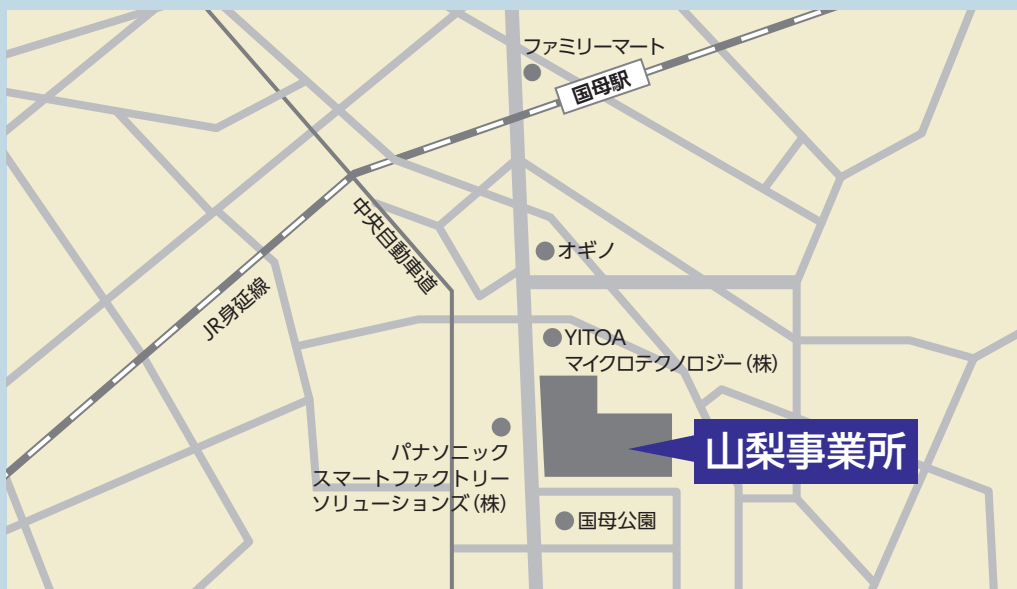 ファミリーマート
国母駅
中央自動車道
オギノ
JR身延線
YITOA
マイクロテクノロジー(株)
パナソニック
スマートファクトリー
ソリューションズ(株)
山梨事業所
国母公園